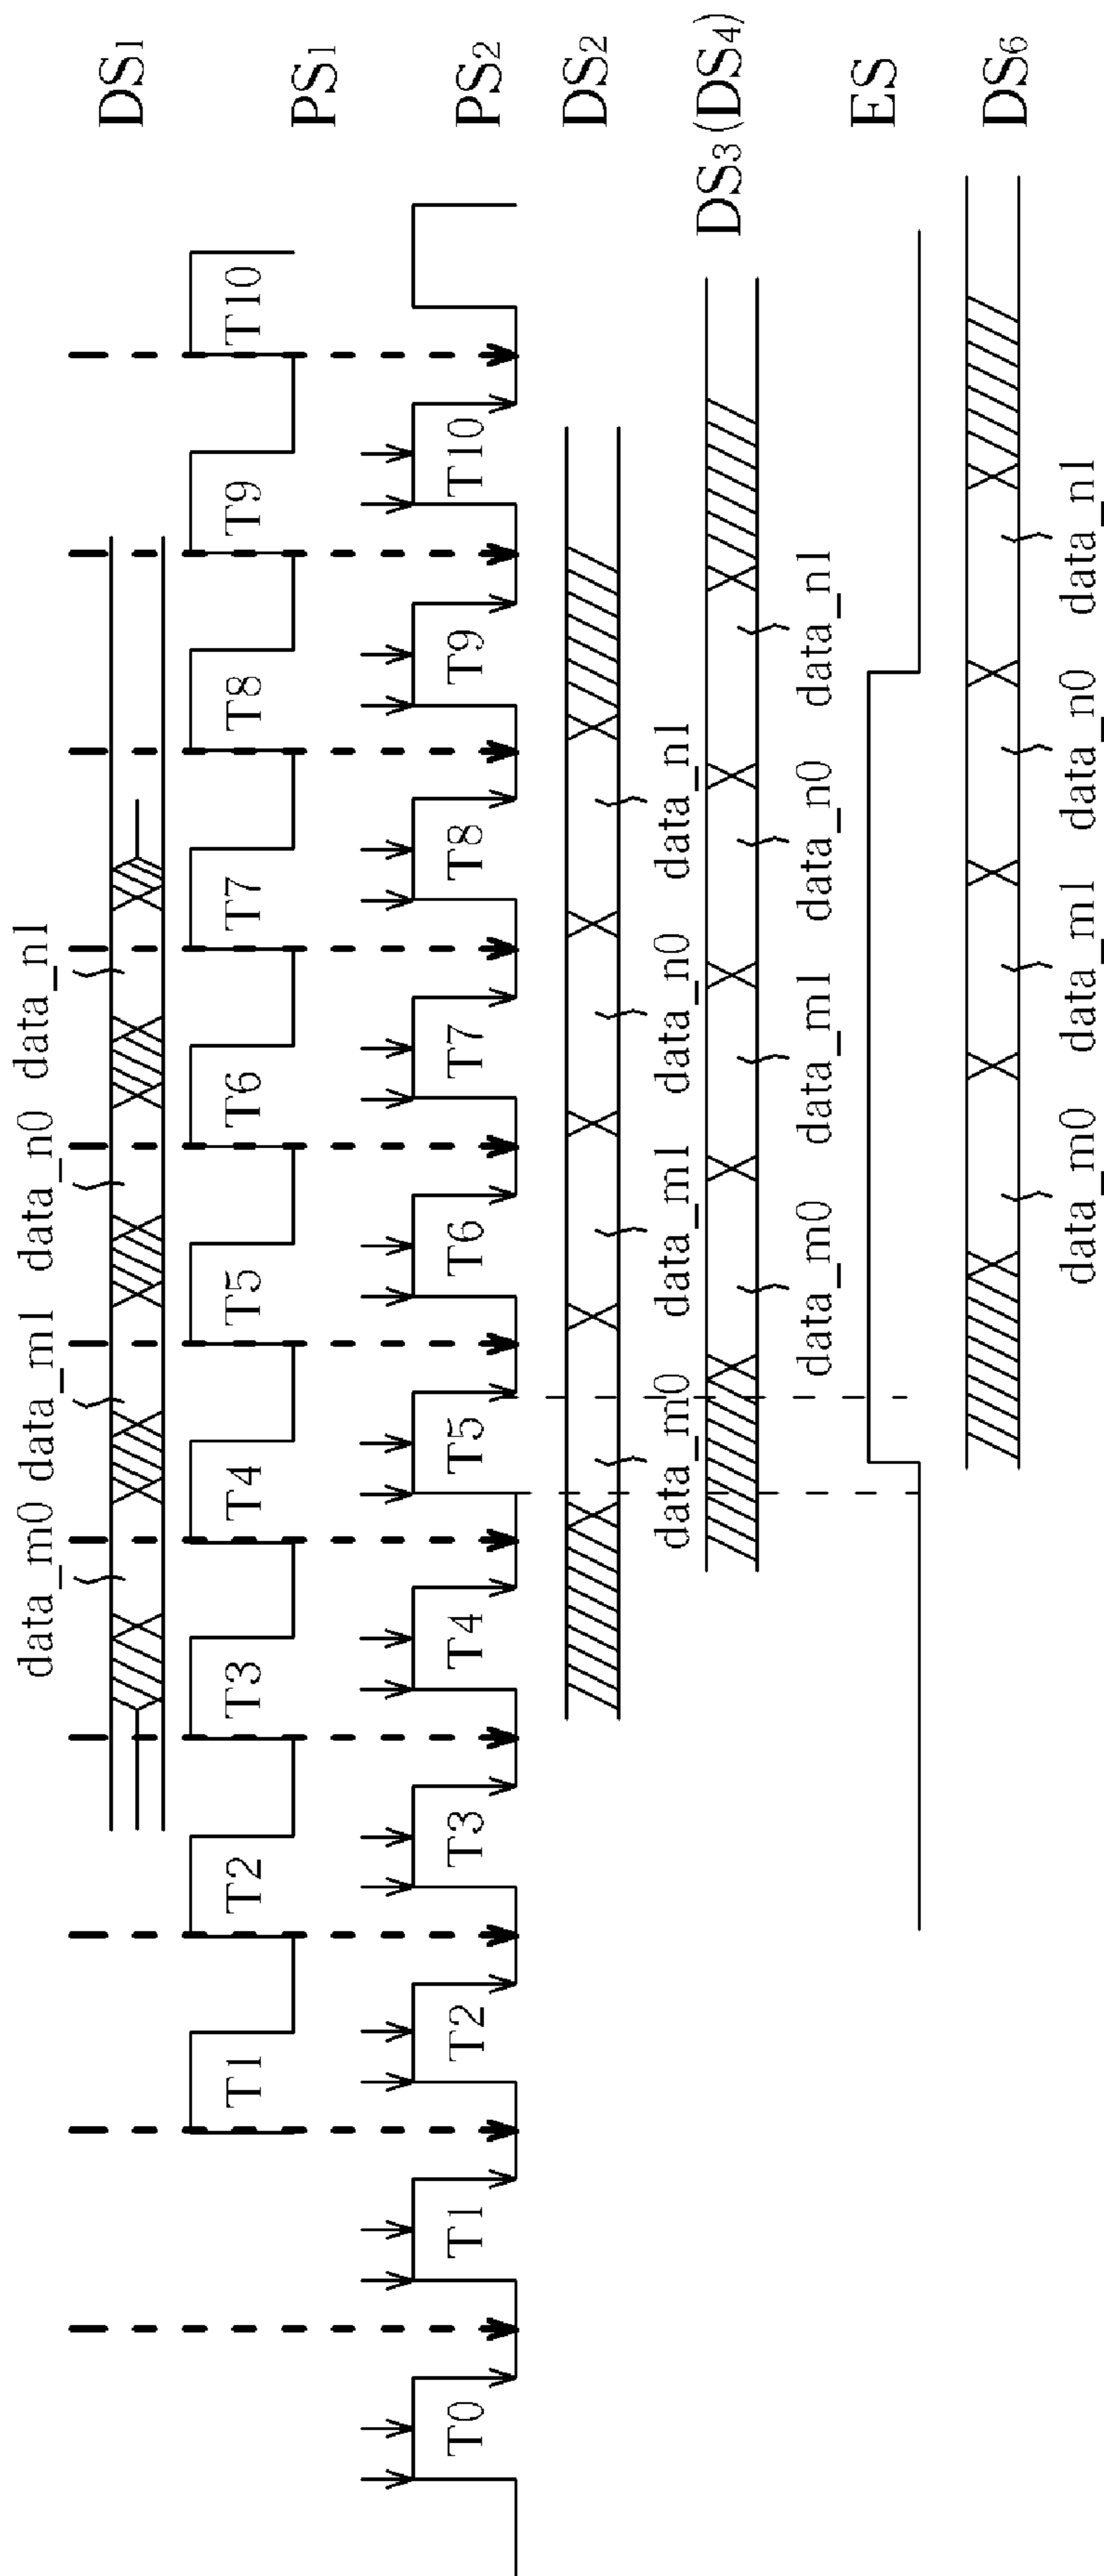 data_m0 data_m1 data_n0 data_n1
DS1
T1 T2 T3 T4 T5 T6 T7 T8 T9 T10
PS1
T0 T1 T2 T3 T4 T5 T6 T7 T8 T9 T10
PS2
DS2
data_m0 data_m1 data_n0 data_n1
DS3(DS4)
data_m0 data_m1 data_n0 data_n1
ES
DS6
data_m0 data_m1 data_n0 data_n1